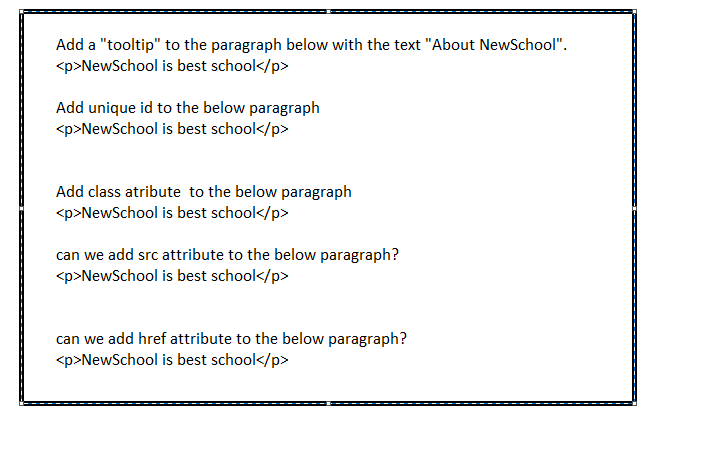 Add a "tooltip" to the paragraph below with the text "About NewSchool".
<p>NewSchool is best school</p>
Add unique id to the below paragraph
<p>NewSchool is best school</p>
Add class atribute  to the below paragraph
<p>NewSchool is best school</p>
can we add src attribute to the below paragraph?
<p>NewSchool is best school</p>
can we add href attribute to the below paragraph?
<p>NewSchool is best school</p>